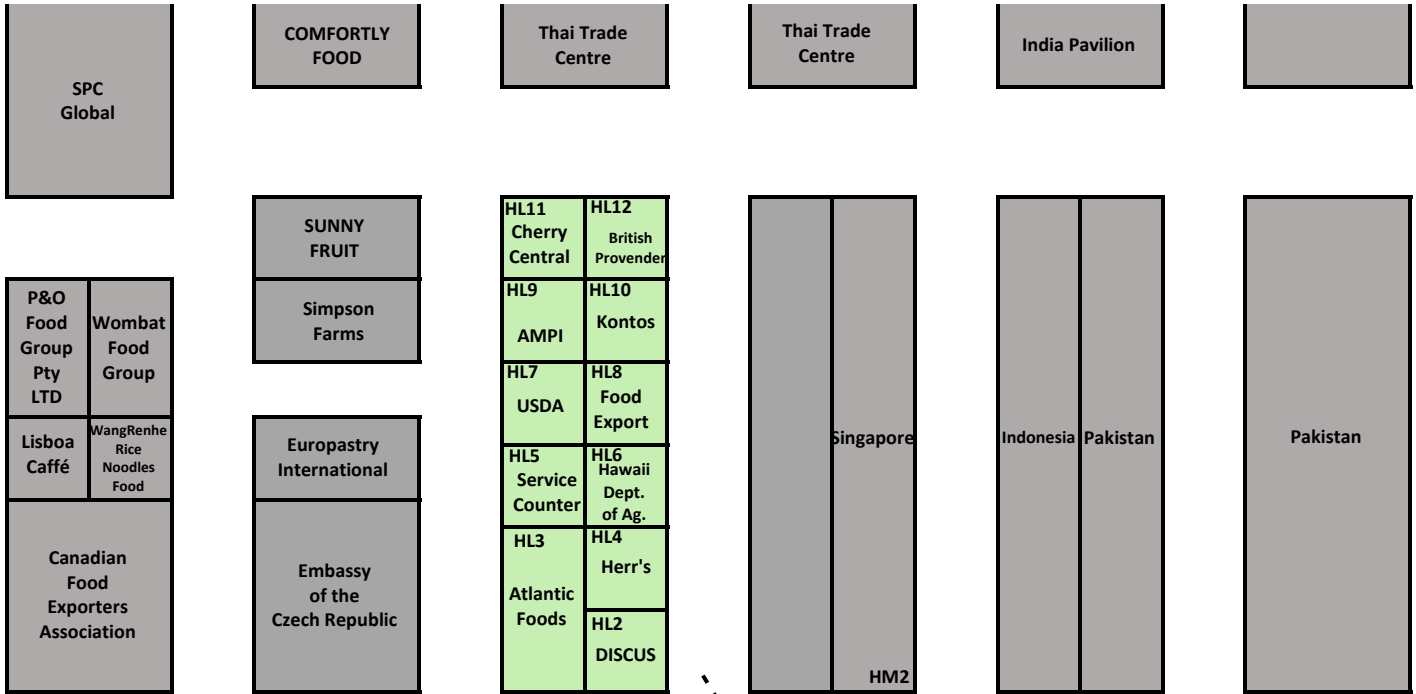 SPC
Global
COMFORTLY
FOOD
Thai Trade
Centre
Thai Trade
Centre
India Pavilion
P&O
Food
Group
Pty
LTD
Wombat
Food
Group
Lisboa
Caffé
WangRenhe
Rice
Noodles
Food
Canadian
Food
Exporters
Association
SUNNY
FRUIT
Simpson
Farms
Europastry
International
Embassy
of the
Czech Republic
HL11
Cherry
Central
HL12
British
Provender
HL9
AMPI
HL10
Kontos
HL7
USDA
HL8
Food
Export
HL5
Service
Counter
HL6
Hawaii
Dept.
of Ag.
HL3
Atlantic
Foods
HL4
Herr's
HL2
DISCUS
Singapore
HM2
Indonesia
Pakistan
Pakistan